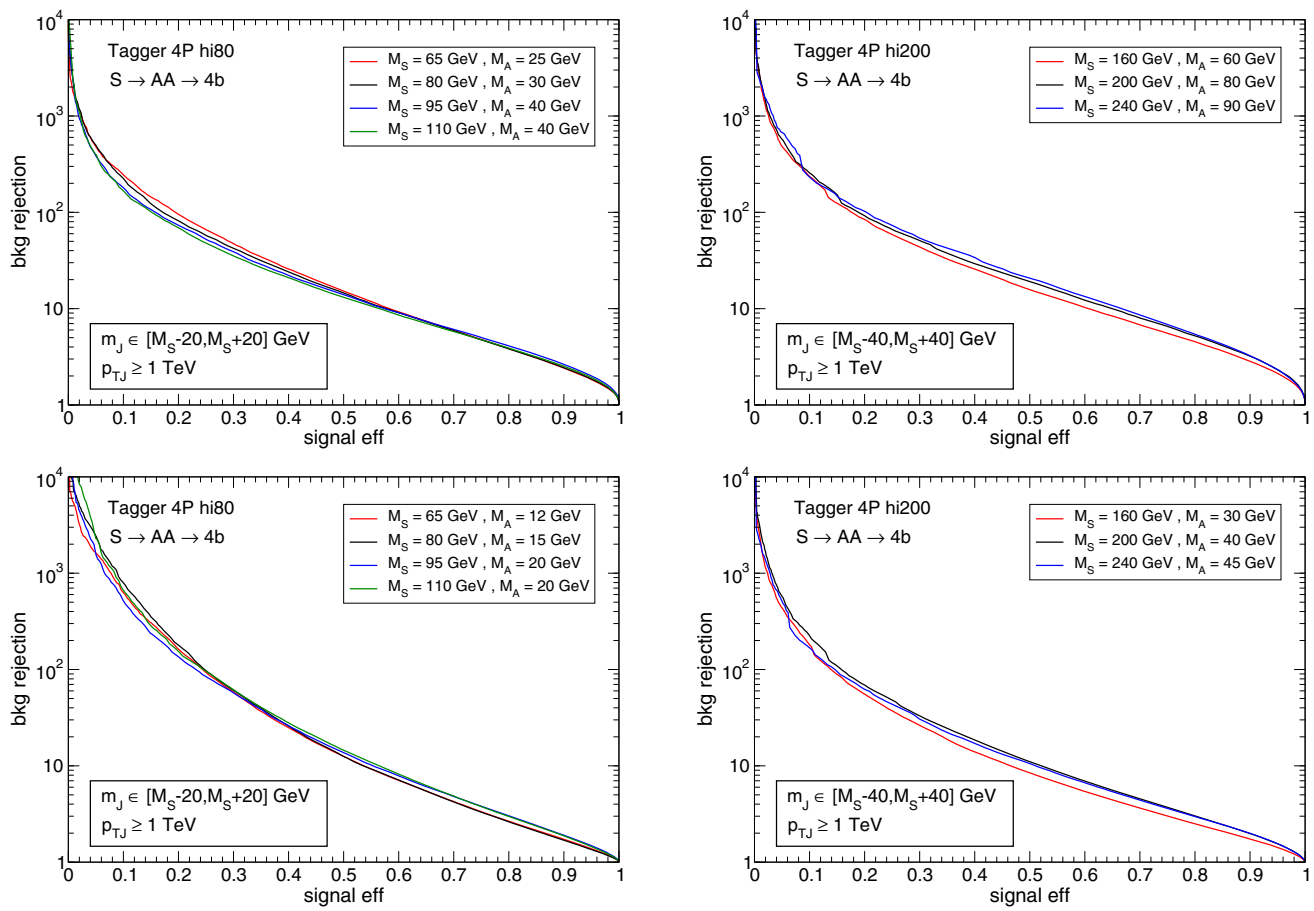 Tagger 4P hi80
S → AA → 4b
M_S = 65 GeV , M_A = 25 GeV
M_S = 80 GeV , M_A = 30 GeV
M_S = 95 GeV , M_A = 40 GeV
M_S = 110 GeV , M_A = 40 GeV
m_J ∈ [M_S-20,M_S+20] GeV
p_TJ ≥ 1 TeV
bkg rejection
10^4
10^3
10^2
10
1
0 0.1 0.2 0.3 0.4 0.5 0.6 0.7 0.8 0.9 1
signal eff
Tagger 4P hi200
S → AA → 4b
M_S = 160 GeV , M_A = 60 GeV
M_S = 200 GeV , M_A = 80 GeV
M_S = 240 GeV , M_A = 90 GeV
m_J ∈ [M_S-40,M_S+40] GeV
p_TJ ≥ 1 TeV
bkg rejection
10^4
10^3
10^2
10
1
0 0.1 0.2 0.3 0.4 0.5 0.6 0.7 0.8 0.9 1
signal eff
Tagger 4P hi80
S → AA → 4b
M_S = 65 GeV , M_A = 12 GeV
M_S = 80 GeV , M_A = 15 GeV
M_S = 95 GeV , M_A = 20 GeV
M_S = 110 GeV , M_A = 20 GeV
m_J ∈ [M_S-20,M_S+20] GeV
p_TJ ≥ 1 TeV
bkg rejection
10^4
10^3
10^2
10
1
0 0.1 0.2 0.3 0.4 0.5 0.6 0.7 0.8 0.9 1
signal eff
Tagger 4P hi200
S → AA → 4b
M_S = 160 GeV , M_A = 30 GeV
M_S = 200 GeV , M_A = 40 GeV
M_S = 240 GeV , M_A = 45 GeV
m_J ∈ [M_S-40,M_S+40] GeV
p_TJ ≥ 1 TeV
bkg rejection
10^4
10^3
10^2
10
1
0 0.1 0.2 0.3 0.4 0.5 0.6 0.7 0.8 0.9 1
signal eff